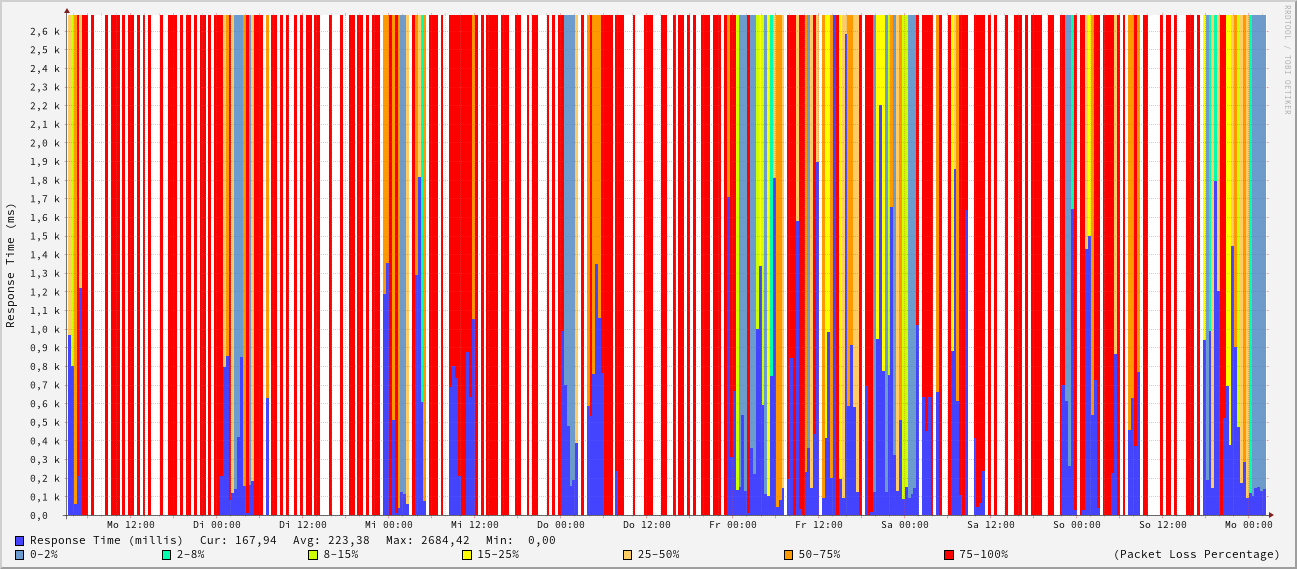 RRDTOOL / TOBI OETIKER
Response Time (ms)
2,6 k
2,5 k
2,4 k
2,3 k
2,2 k
2,1 k
2,0 k
1,9 k
1,8 k
1,7 k
1,6 k
1,5 k
1,4 k
1,3 k
1,2 k
1,1 k
1,0 k
0,9 k
0,8 k
0,7 k
0,6 k
0,5 k
0,4 k
0,3 k
0,2 k
0,1 k
0,0
Mo 12:00 Di 00:00 Di 12:00 Mi 00:00 Mi 12:00 Do 00:00 Do 12:00 Fr 00:00 Fr 12:00 Sa 00:00 Sa 12:00 So 00:00 So 12:00 Mo 00:00
Response Time (millis) Cur: 167,94 Avg: 223,38 Max: 2684,42 Min: 0,00
0-2% 2-8% 8-15% 15-25% 25-50% 50-75% 75-100% (Packet Loss Percentage)